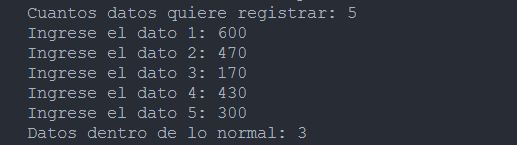 Cuantos datos quiere registrar: 5
Ingrese el dato 1: 600
Ingrese el dato 2: 470
Ingrese el dato 3: 170
Ingrese el dato 4: 430
Ingrese el dato 5: 300
Datos dentro de lo normal: 3